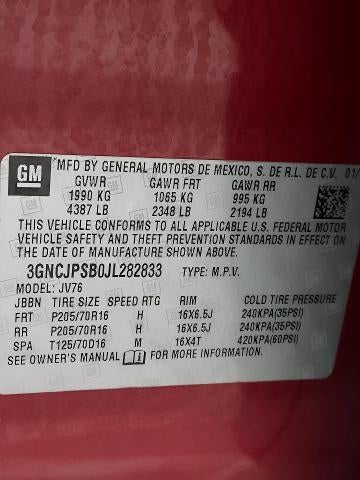 GM
MFD BY GENERAL MOTORS DE MEXICO, S. DE R.L. DE C.V. 01/
GVWR GAWR FRT GAWR RR
1990 KG 1065 KG 995 KG
4387 LB 2348 LB 2194 LB
THIS VEHICLE CONFORMS TO ALL APPLICABLE U.S. FEDERAL MOTOR
VEHICLE SAFETY AND THEFT PREVENTION STANDARDS IN EFFECT ON
THE DATE OF MANUFACTURE SHOWN ABOVE.
3GNCJPSB0JL282833 TYPE: M.P.V.
MODEL: JV76
JBBN TIRE SIZE SPEED RTG RIM COLD TIRE PRESSURE
FRT P205/70R16 H 16X6.5J 240KPA(35PSI)
RR P205/70R16 H 16X6.5J 240KPA(35PSI)
SPA T125/70D16 M 16X4T 420KPA(60PSI)
SEE OWNER'S MANUAL FOR MORE INFORMATION